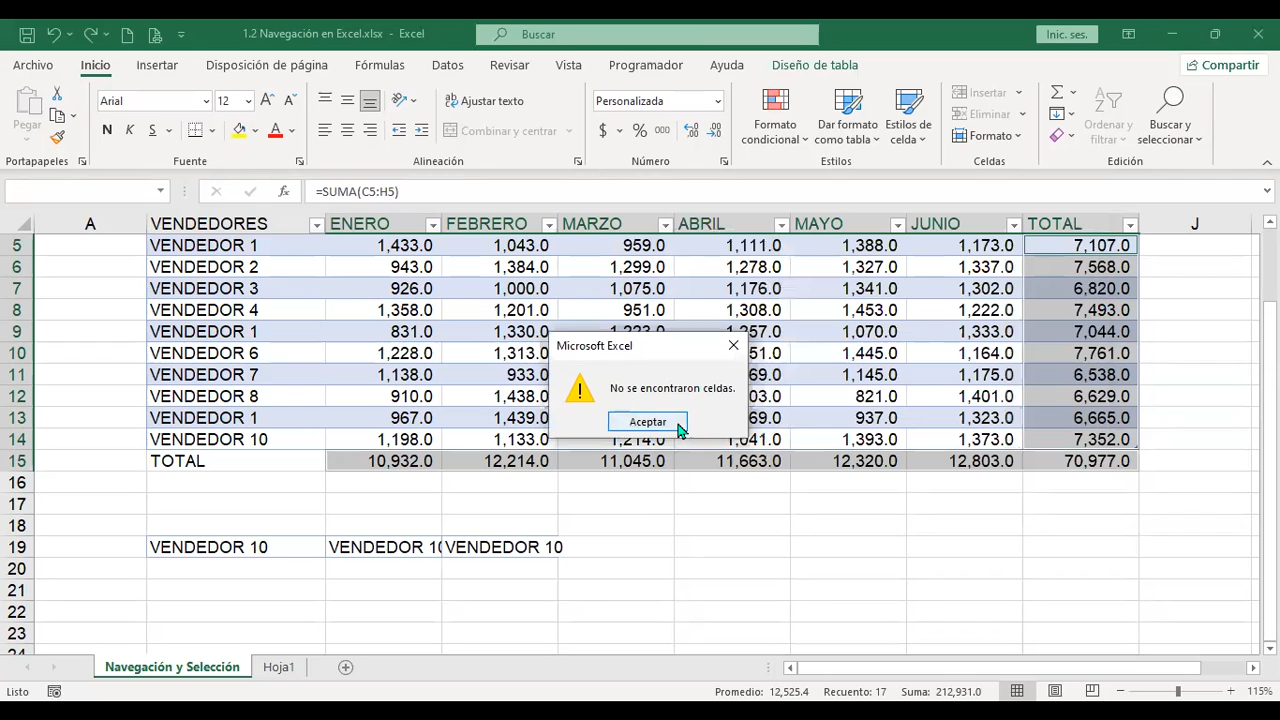 1.2 Navegación en Excel.xlsx - Excel
Buscar
Inic. ses.
Archivo Inicio Insertar Disposición de página Fórmulas Datos Revisar Vista Programador Ayuda Diseño de tabla Compartir
Pegar
Portapapeles
Arial 12
N K S
Fuente
Ajustar texto
Combinar y centrar
Alineación
Personalizada
$ % 000
Número
Formato condicional
Dar formato como tabla
Estilos de celda
Estilos
Insertar
Eliminar
Formato
Celdas
Ordenar y filtrar
Buscar y seleccionar
Edición
fx =SUMA(C5:H5)
A VENDEDORES ENERO FEBRERO MARZO ABRIL MAYO JUNIO TOTAL J
5 VENDEDOR 1 1,433.0 1,043.0 959.0 1,111.0 1,388.0 1,173.0 7,107.0
6 VENDEDOR 2 943.0 1,384.0 1,299.0 1,278.0 1,327.0 1,337.0 7,568.0
7 VENDEDOR 3 926.0 1,000.0 1,075.0 1,176.0 1,341.0 1,302.0 6,820.0
8 VENDEDOR 4 1,358.0 1,201.0 951.0 1,308.0 1,453.0 1,222.0 7,493.0
9 VENDEDOR 1 831.0 1,330.0 1,070.0 1,333.0 7,044.0
10 VENDEDOR 6 1,228.0 1,313.0 1,445.0 1,164.0 7,761.0
11 VENDEDOR 7 1,138.0 933.0 1,145.0 1,175.0 6,538.0
12 VENDEDOR 8 910.0 1,438.0 821.0 1,401.0 6,629.0
13 VENDEDOR 1 967.0 1,439.0 937.0 1,323.0 6,665.0
14 VENDEDOR 10 1,198.0 1,133.0 1,214.0 1,041.0 1,393.0 1,373.0 7,352.0
15 TOTAL 10,932.0 12,214.0 11,045.0 11,663.0 12,320.0 12,803.0 70,977.0
Microsoft Excel
No se encontraron celdas.
Aceptar
16
17
18
19 VENDEDOR 10 VENDEDOR 10 VENDEDOR 10
20
21
22
23
Navegación y Selección Hoja1
Listo Promedio: 12,525.4 Recuento: 17 Suma: 212,931.0 115%